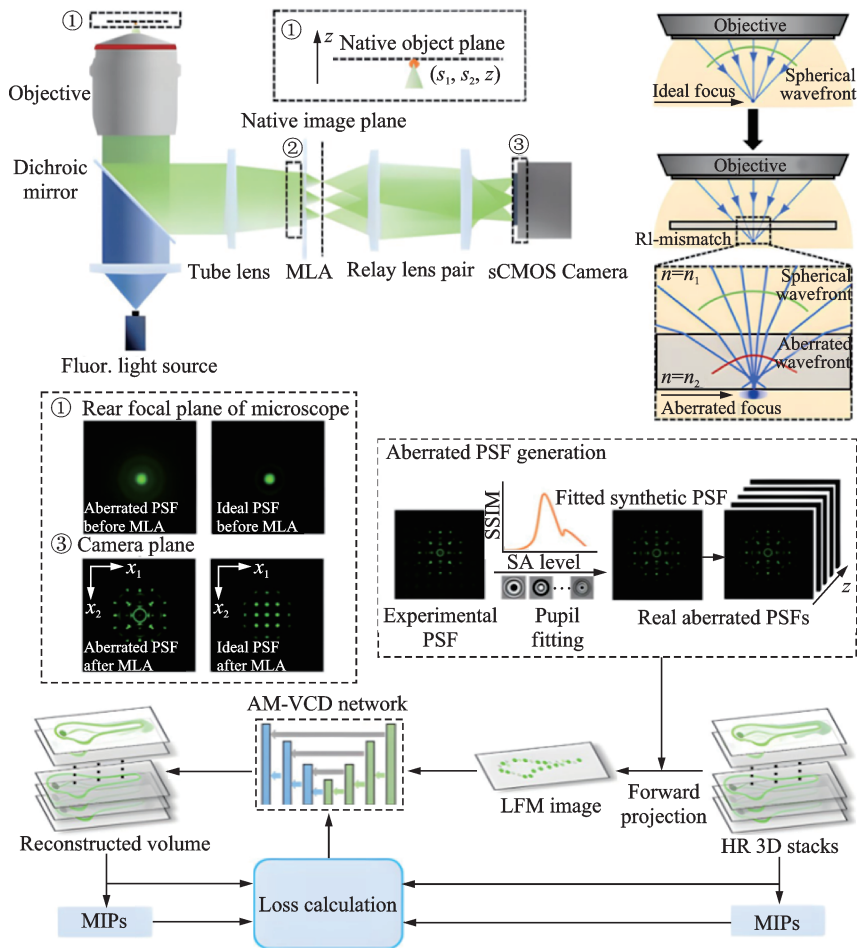 ①
Objective
Dichroic
mirror
Fluor. light source
Tube lens
Native image plane
②
MLA
Relay lens pair
③
sCMOS Camera
①
z
Native object plane
(s₁, s₂, z)
Objective
Spherical
wavefront
Ideal focus
Objective
RI-mismatch
n=n₁
Spherical
wavefront
Aberrated
wavefront
n=n₂
Aberrated focus
① Rear focal plane of microscope
Aberrated PSF
before MLA
Ideal PSF
before MLA
③ Camera plane
x₁
x₂
Aberrated PSF
after MLA
x₁
x₂
Ideal PSF
after MLA
Aberrated PSF generation
Experimental
PSF
SSIM
SA level
Pupil
fitting
Fitted synthetic PSF
Real aberrated PSFs
z
AM-VCD network
Reconstructed volume
LFM image
Forward
projection
HR 3D stacks
MIPs
Loss calculation
MIPs